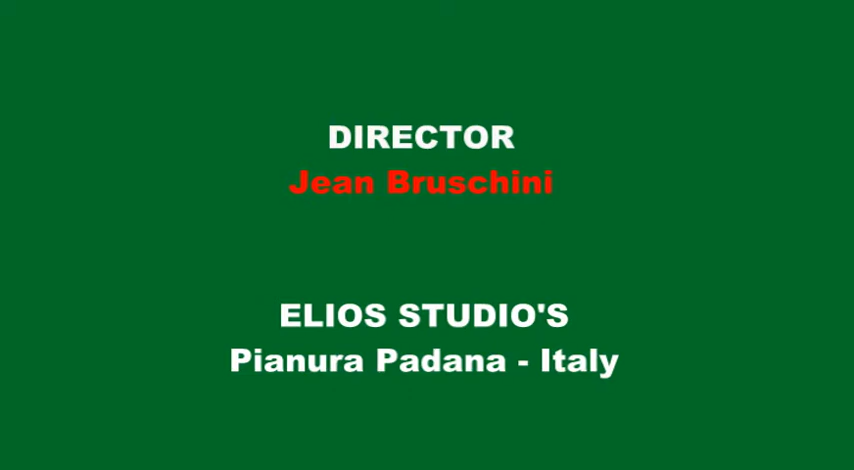 DIRECTOR
Jean Bruschini
ELIOS STUDIO'S
Pianura Padana - Italy